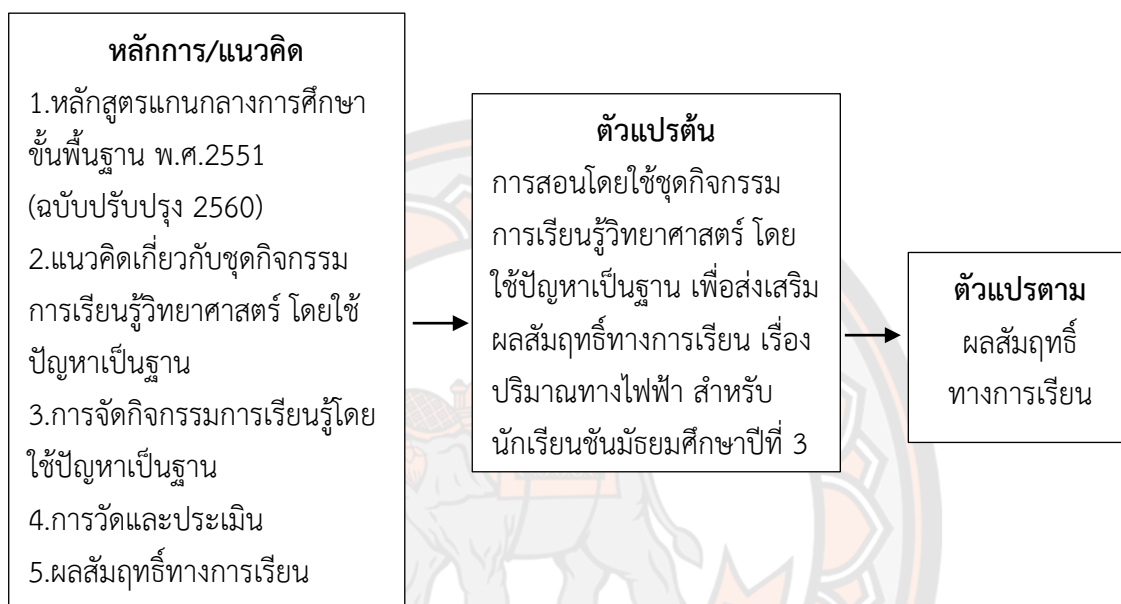 หลักการ/แนวคิด
1.หลักสูตรแกนกลางการศึกษา
ขั้นพื้นฐาน พ.ศ.2551
(ฉบับปรับปรุง 2560)
2.แนวคิดเกี่ยวกับชุดกิจกรรม
การเรียนรู้วิทยาศาสตร์ โดยใช้
ปัญหาเป็นฐาน
3.การจัดกิจกรรมการเรียนรู้โดย
ใช้ปัญหาเป็นฐาน
4.การวัดและประเมิน
5.ผลสัมฤทธิ์ทางการเรียน
ตัวแปรต้น
การสอนโดยใช้ชุดกิจกรรม
การเรียนรู้วิทยาศาสตร์ โดย
ใช้ปัญหาเป็นฐาน เพื่อส่งเสริม
ผลสัมฤทธิ์ทางการเรียน เรื่อง
ปริมาณทางไฟฟ้า สำหรับ
นักเรียนชันมัธยมศึกษาปีที่ 3
ตัวแปรตาม
ผลสัมฤทธิ์
ทางการเรียน